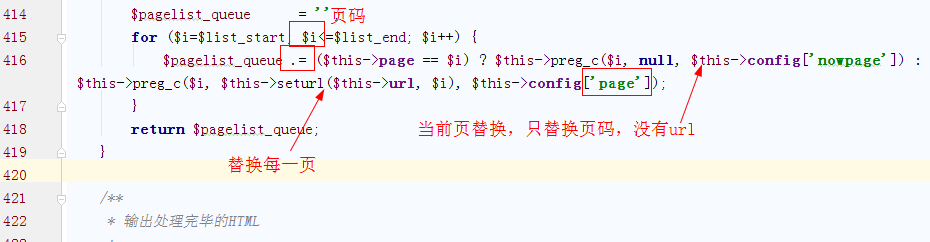 414 $pagelist_queue = ''页码
415 for ($i=$list_start; $i<=$list_end; $i++) {
416 $pagelist_queue .= ($this->page == $i) ? $this->preg_c($i, null, $this->config['nowpage']) :
$this->preg_c($i, $this->seturl($this->url, $i), $this->config['page']);
417 }
418 return $pagelist_queue;
当前页替换，只替换页码，没有url
419 }
替换每一页
420
421 /**
422 * 输出处理完毕的HTML